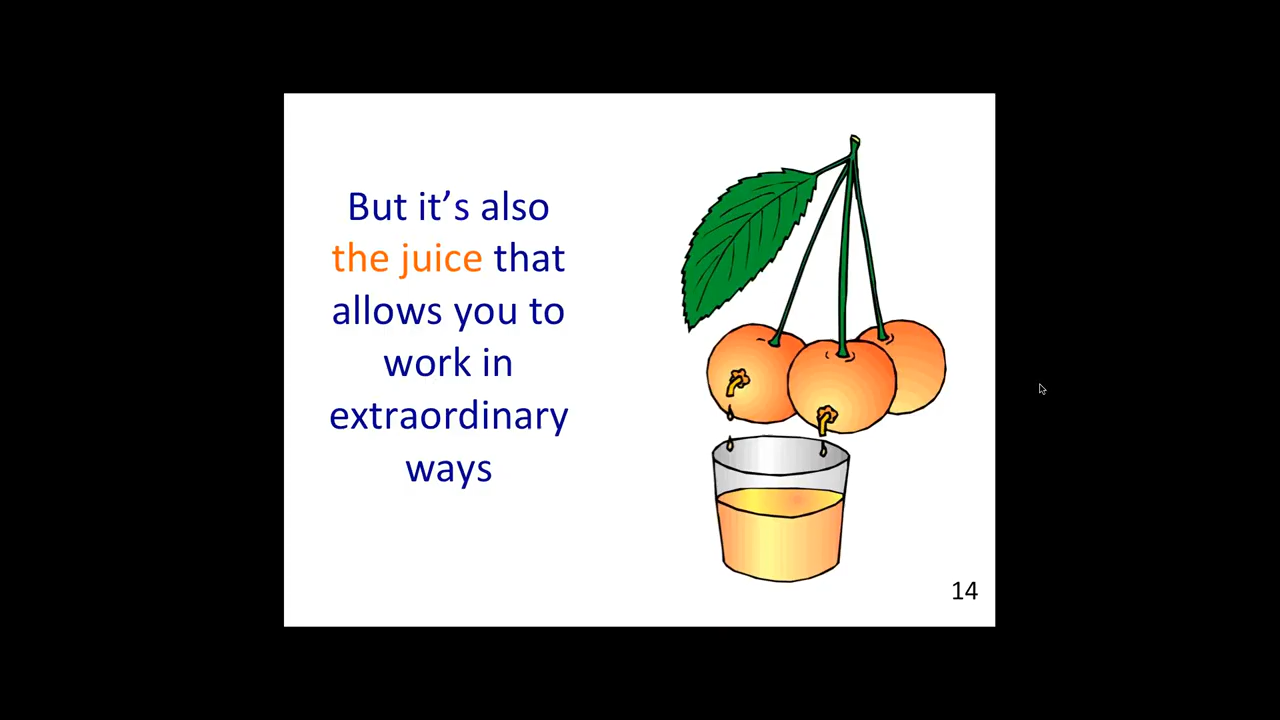 But it’s also
the juice that
allows you to
work in
extraordinary
ways
14